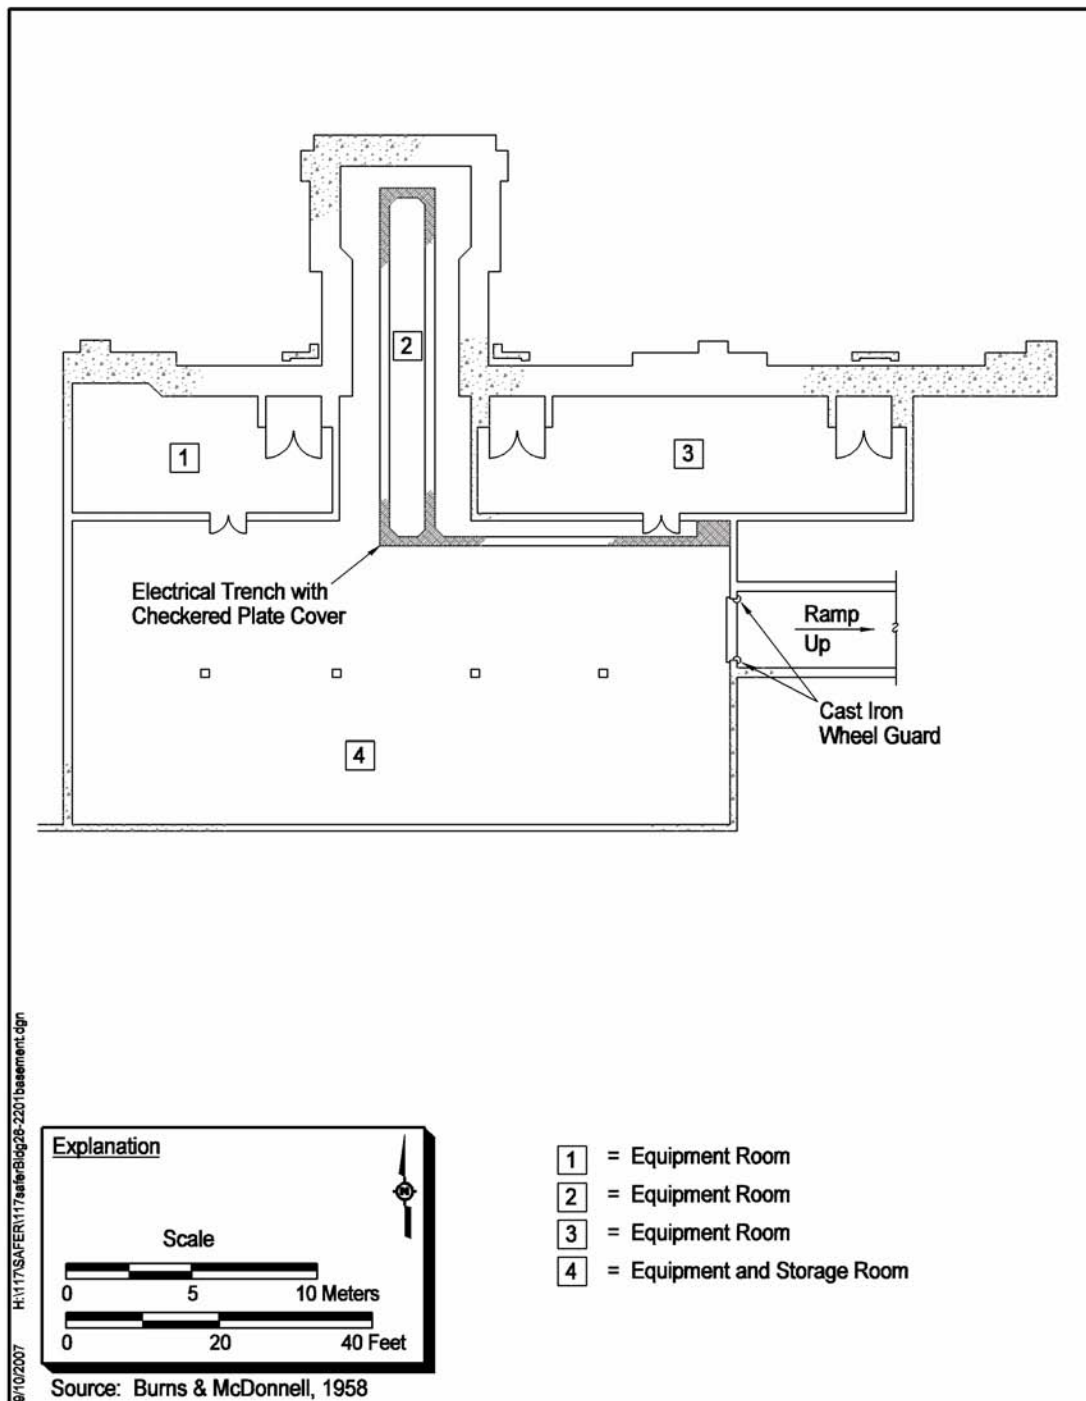 2
1
3
Electrical Trench with
Checkered Plate Cover
Ramp
Up
Cast Iron
Wheel Guard
4
H:\117\SAFER\117saferBldg26-2201basement.dgn
9/10/2007
Explanation
N
Scale
0 5 10 Meters
0 20 40 Feet
Source: Burns & McDonnell, 1958
1 = Equipment Room
2 = Equipment Room
3 = Equipment Room
4 = Equipment and Storage Room